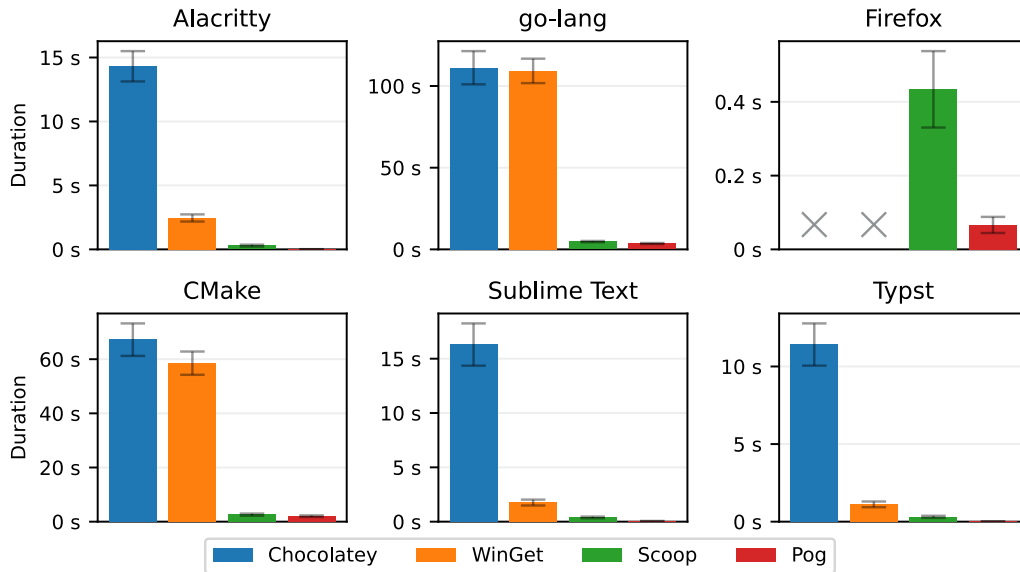 Alacritty
go-lang
Firefox
Duration
15 s
10 s
5 s
0 s
100 s
50 s
0 s
0.4 s
0.2 s
0 s
CMake
Sublime Text
Typst
Duration
60 s
40 s
20 s
0 s
15 s
10 s
5 s
0 s
10 s
5 s
0 s
Chocolatey WinGet Scoop Pog